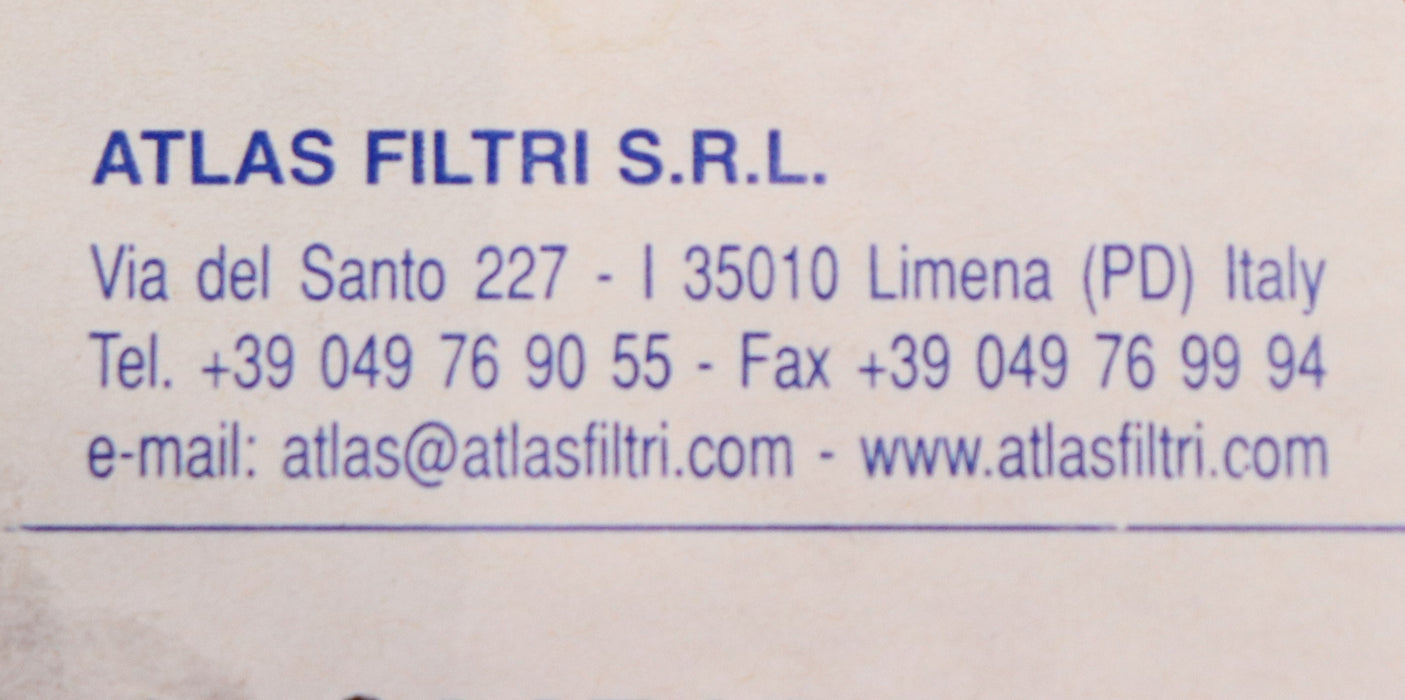 ATLAS FILTRI S.R.L.
Via del Santo 227 - I 35010 Limena (PD) Italy
Tel. +39 049 76 90 55 - Fax +39 049 76 99 94
e-mail: atlas@atlasfiltri.com - www.atlasfiltri.com